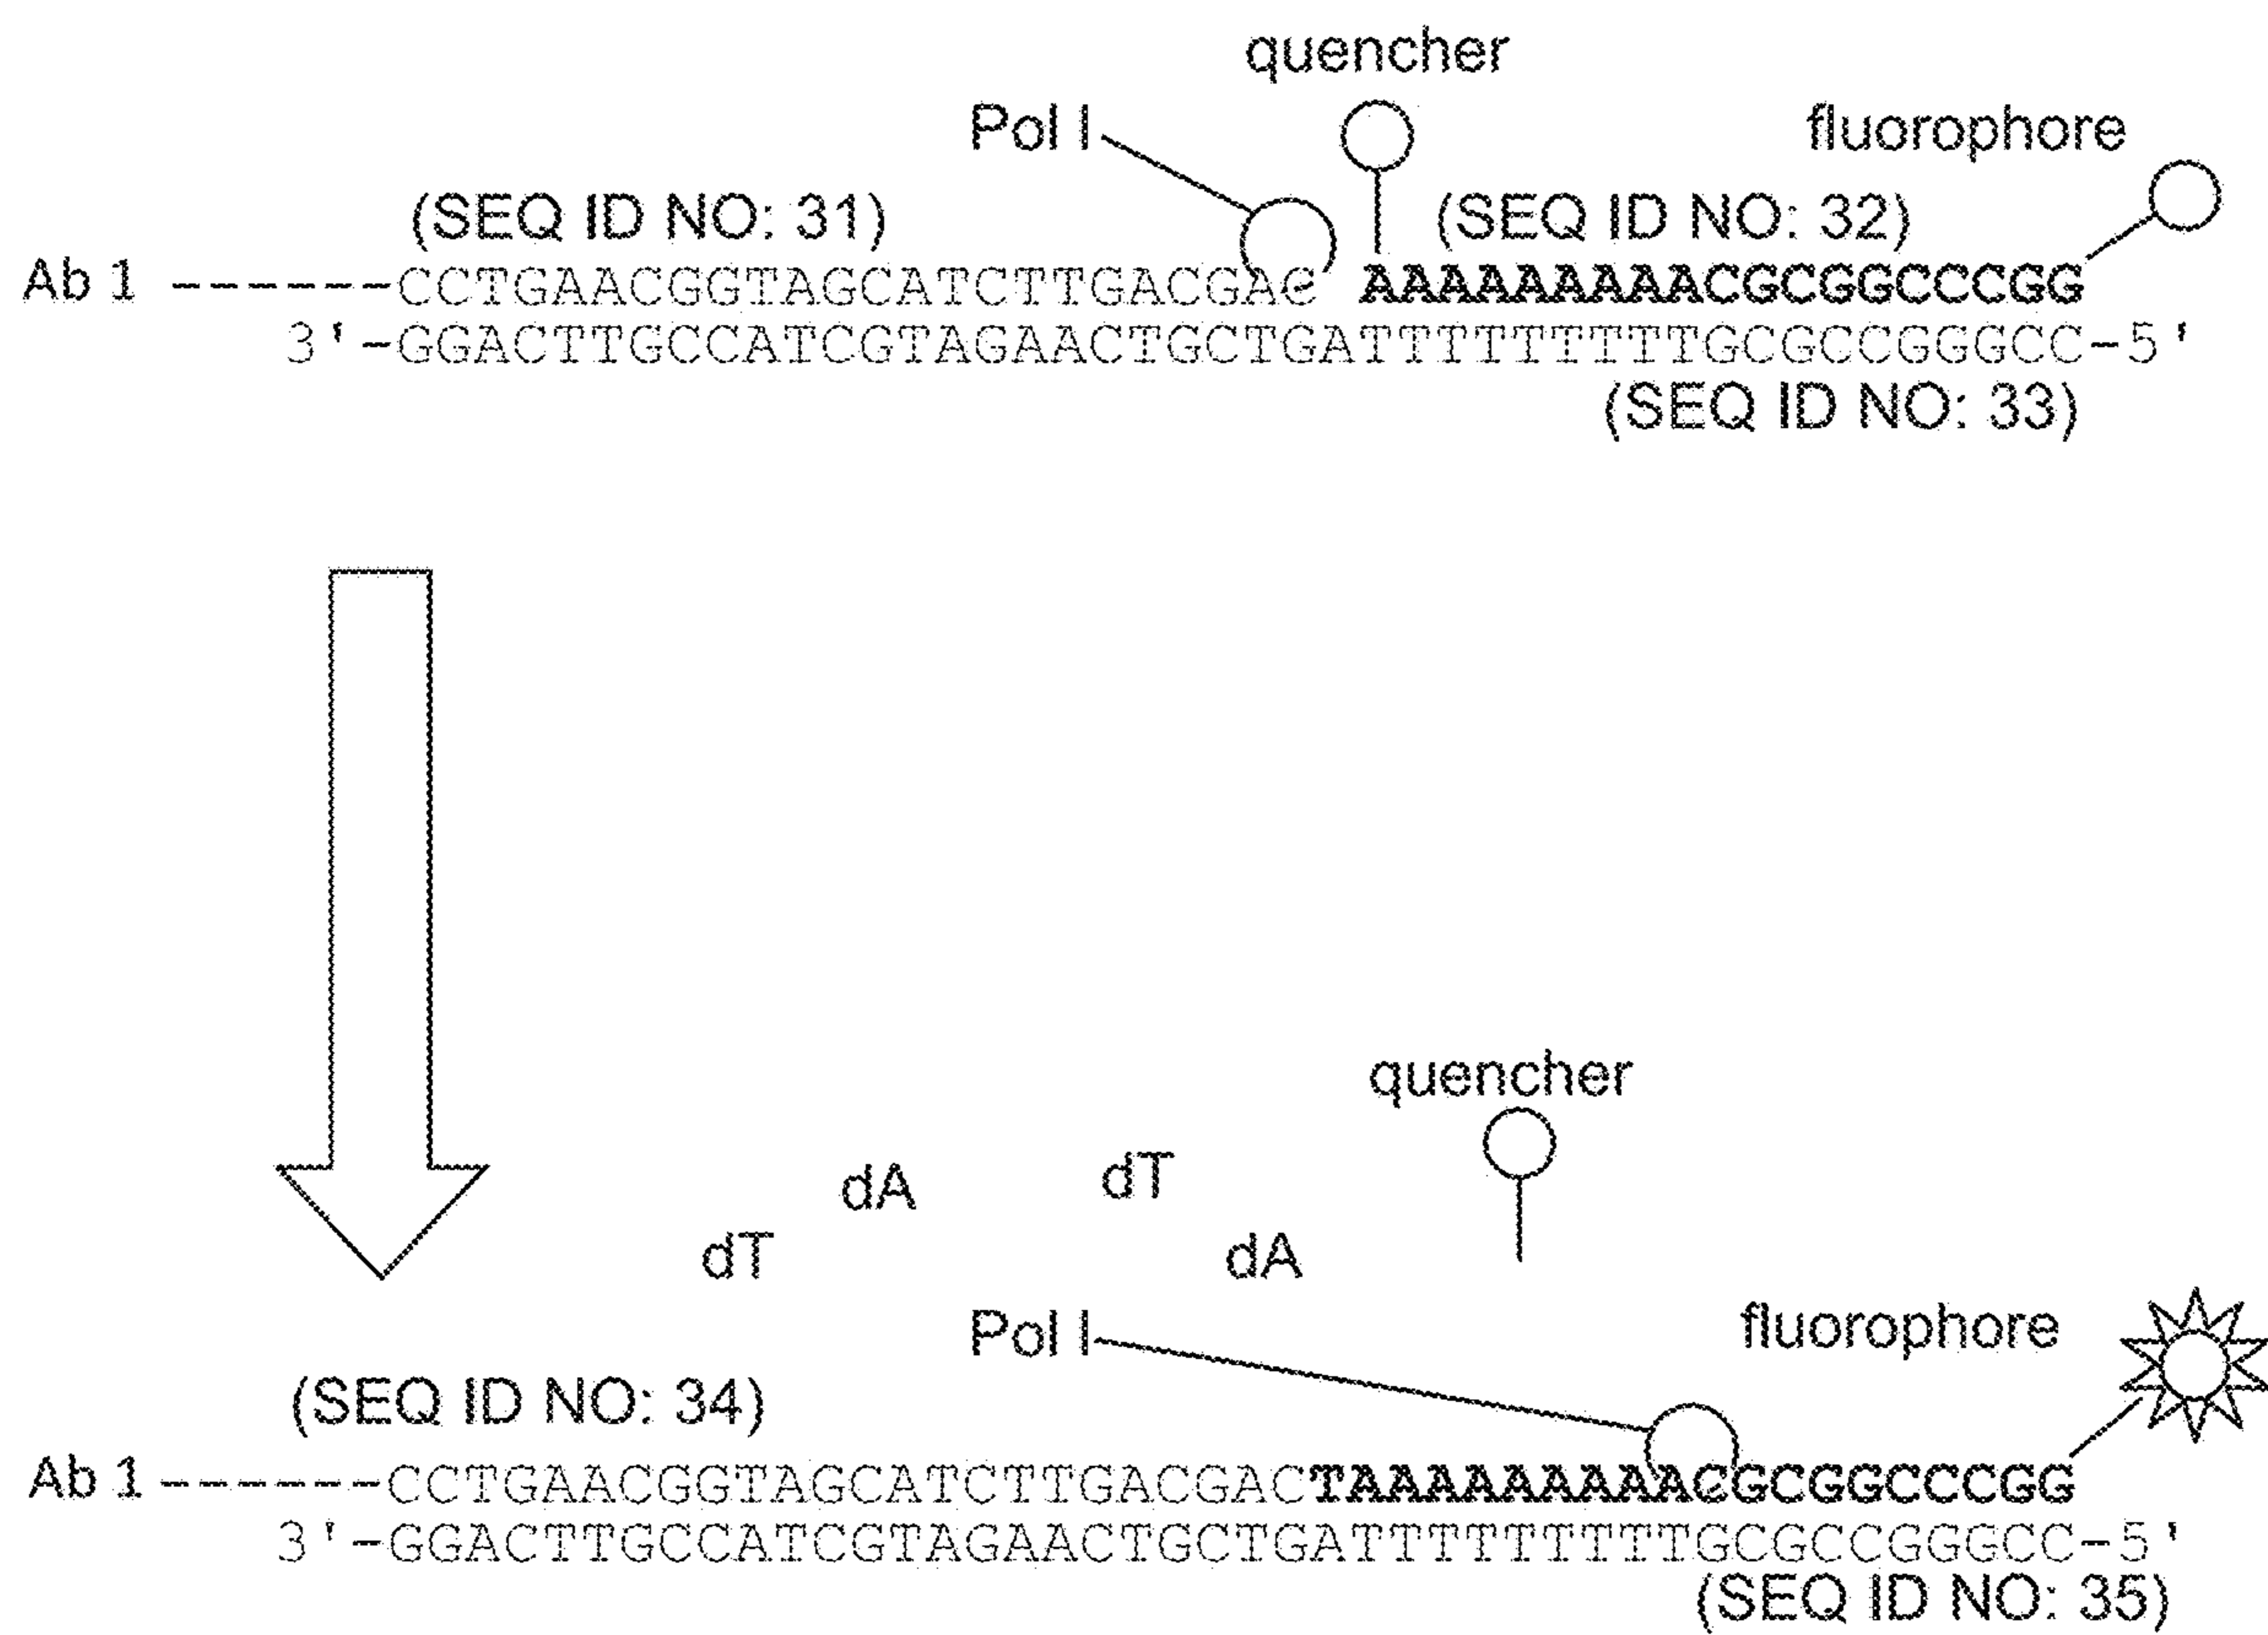 quencher
Pol I
fluorophore
(SEQ ID NO: 31)
(SEQ ID NO: 32)
Ab 1 ------CCTGAACGGTAGCATCTTGACGAC AAAAAAAAACGCGGCCCGG
3'-GGACTTGCCATCGTAGAACTGCTGATTTTTTTTTGCGCCGGGCC-5'
(SEQ ID NO: 33)
quencher
dT
dA
dT
dA
Pol I
fluorophore
(SEQ ID NO: 34)
Ab 1------CCTGAACGGTAGCATCTTGACGACTAAAAAAAAACGCGGCCCGG
3'-GGACTTGCCATCGTAGAACTGCTGATTTTTTTTTGCGCCGGGCC-5'
(SEQ ID NO: 35)